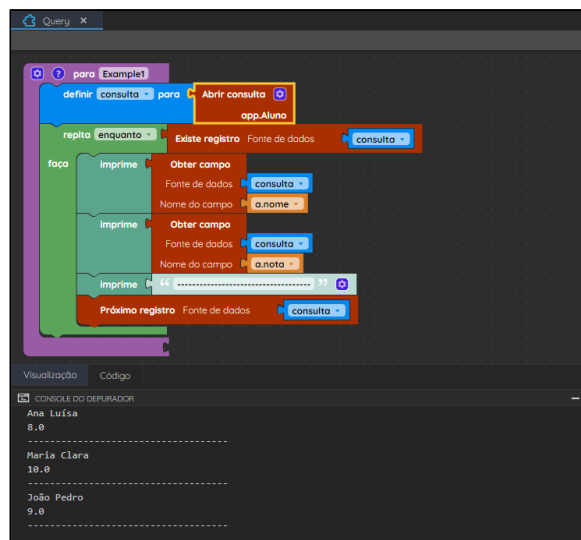 Query ×
? para Example1
definir consulta para Abrir consulta
app.Aluno
repita enquanto Existe registro Fonte de dados consulta
faça imprime Obter campo
Fonte de dados consulta
Nome do campo a.nome
imprime Obter campo
Fonte de dados consulta
Nome do campo a.nota
imprime “ ----------------------------------- ”
Próximo registro Fonte de dados consulta
Visualização Código
CONSOLE DO DEPURADOR
Ana Luísa
8.0
-----------------------------------
Maria Clara
10.0
-----------------------------------
João Pedro
9.0
-----------------------------------